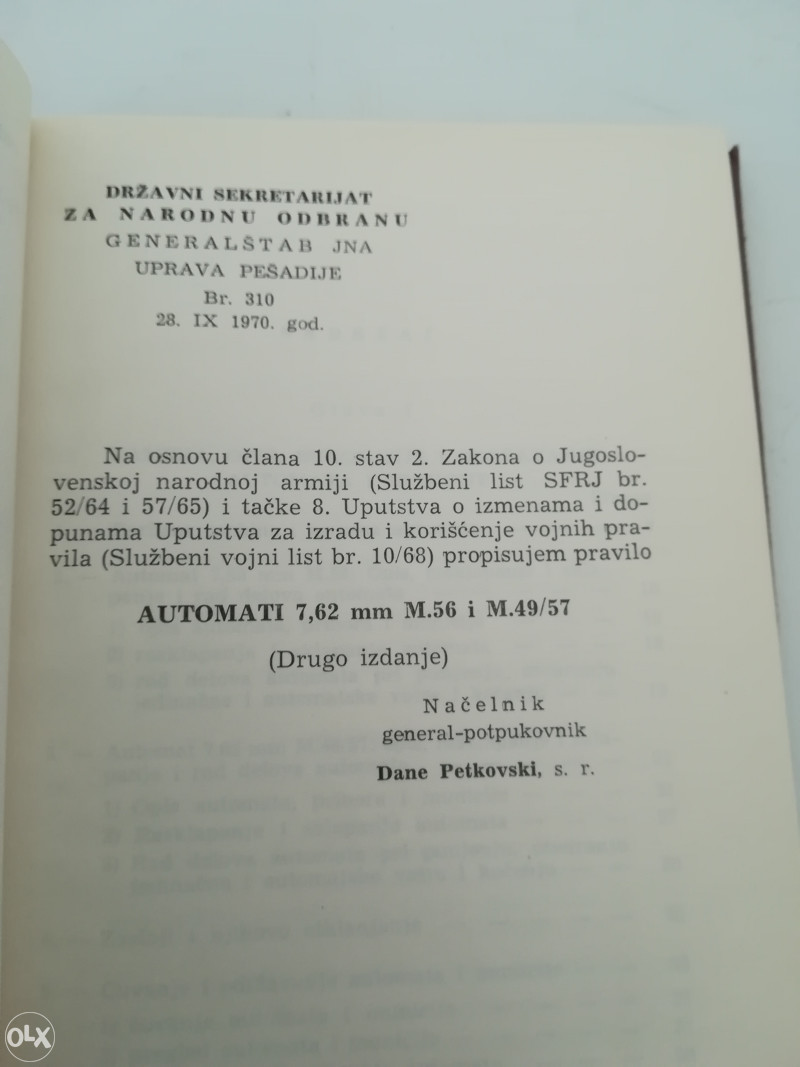 DRŽAVNI SEKRETARIJAT
ZA NARODNU ODBRANU
GENERALŠTAB JNA
UPRAVA PEŠADIJE
Br. 310
28. IX 1970. god.
Na osnovu člana 10. stav 2. Zakona o Jugoslo-
venskoj narodnoj armiji (Službeni list SFRJ br.
52/64 i 57/65) i tačke 8. Uputstva o izmenama i do-
punama Uputstva za izradu i korišćenje vojnih pra-
vila (Službeni vojni list br. 10/68) propisujem pravilo
AUTOMATI 7,62 mm M.56 i M.49/57
(Drugo izdanje)
Načelnik
general-potpukovnik
Dane Petkovski, s. r.
OLX